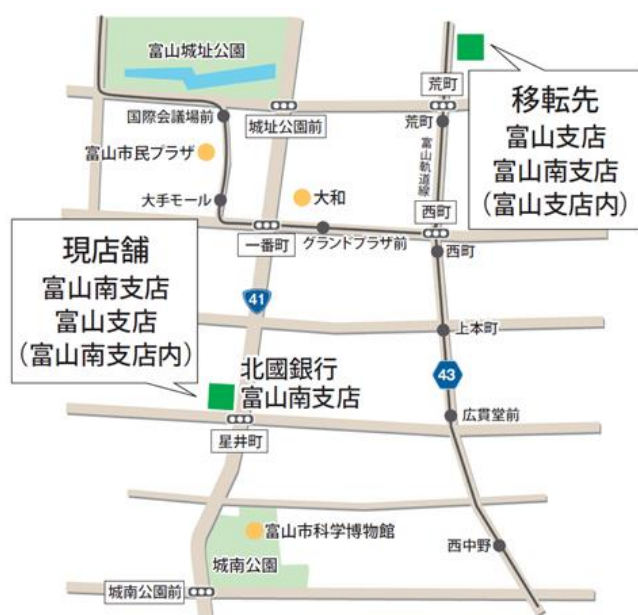 富山城址公園
荒町
移転先
富山支店
富山南支店
(富山支店内)
国際会議場前
城址公園前
荒町
富山軌道線
富山市民プラザ
大手モール
大和
西町
一番町
グランドプラザ前
西町
現店舗
富山南支店
富山支店
(富山南支店内)
41
上本町
北國銀行
富山南支店
43
星井町
広貫堂前
富山市科学博物館
西中野
城南公園
城南公園前